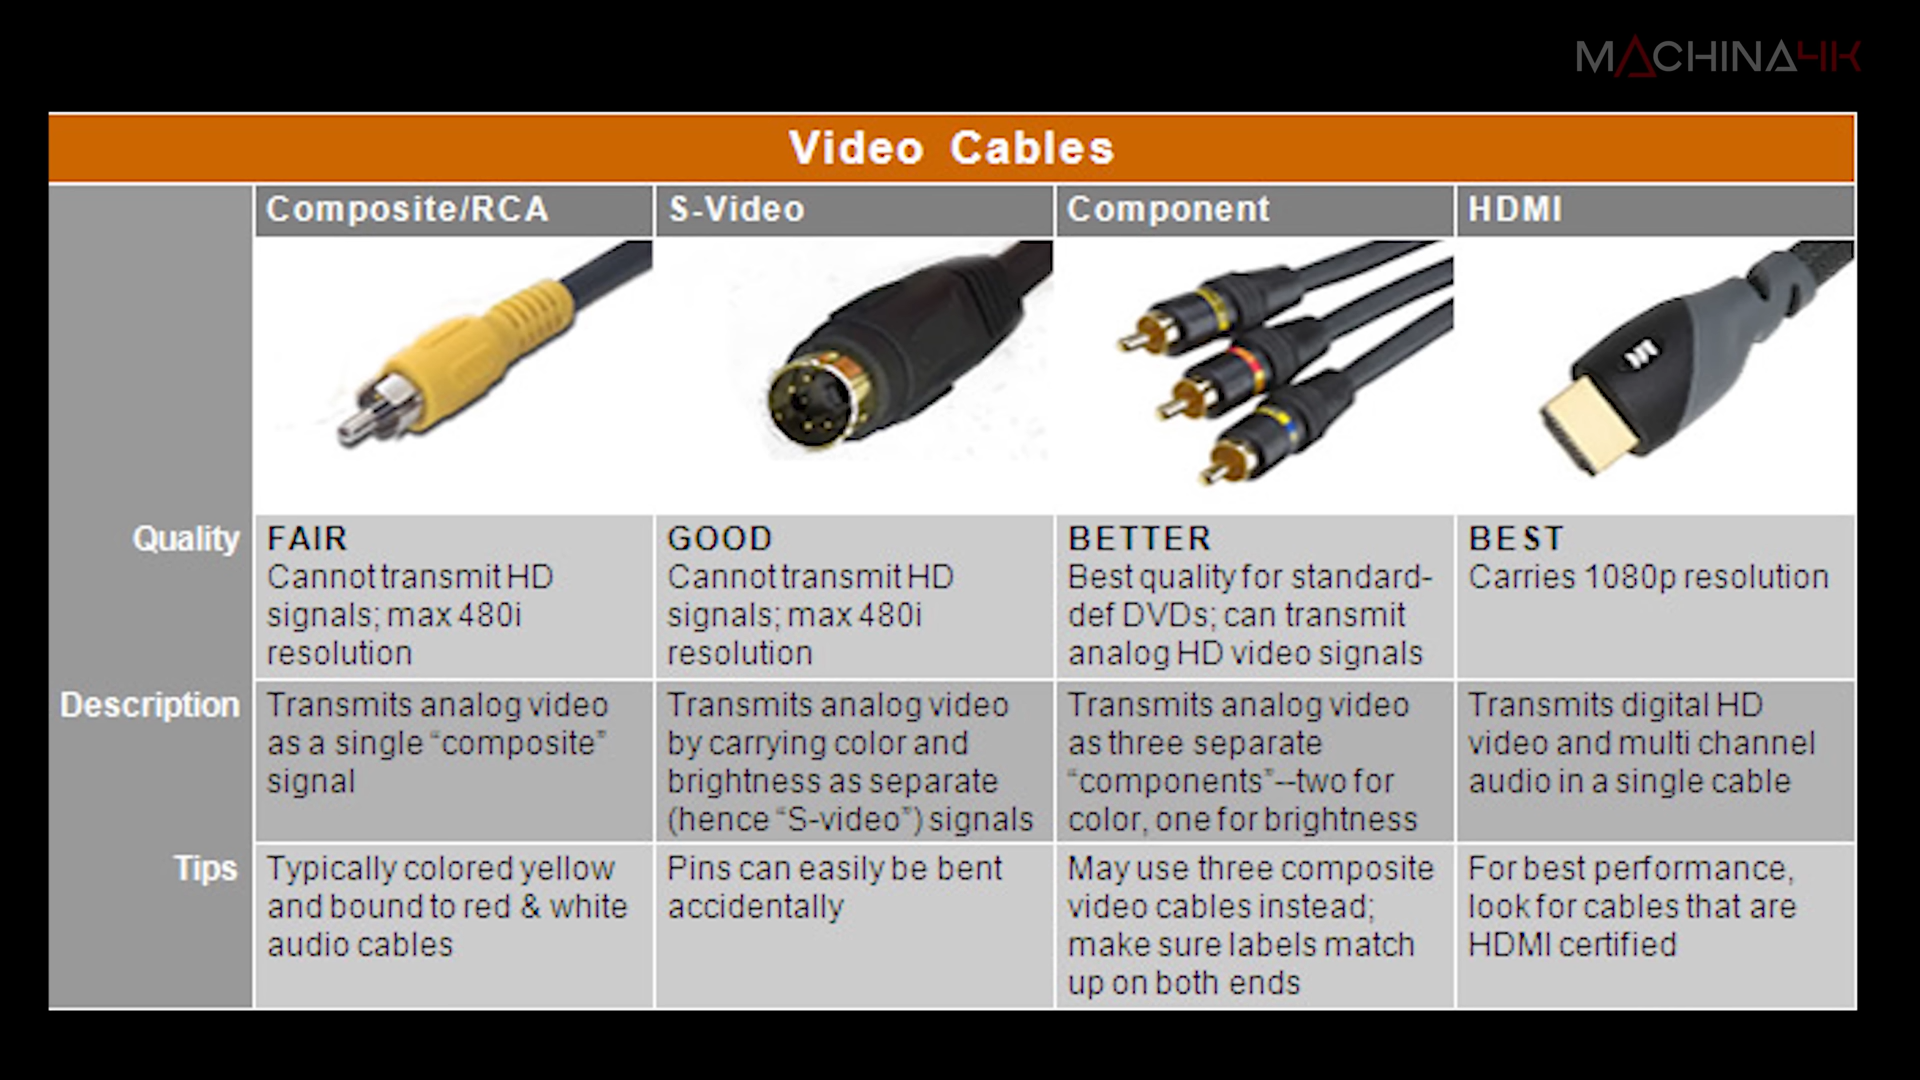 MACHINA4K
Video Cables
Composite/RCA
S-Video
Component
HDMI
Quality
FAIR
Cannot transmit HD
signals; max 480i
resolution
GOOD
Cannot transmit HD
signals; max 480i
resolution
BETTER
Best quality for standard-
def DVDs; can transmit
analog HD video signals
BEST
Carries 1080p resolution
Description
Transmits analog video
as a single “composite”
signal
Transmits analog video
by carrying color and
brightness as separate
(hence “S-video”) signals
Transmits analog video
as three separate
“components”--two for
color, one for brightness
Transmits digital HD
video and multi channel
audio in a single cable
Tips
Typically colored yellow
and bound to red & white
audio cables
Pins can easily be bent
accidentally
May use three composite
video cables instead;
make sure labels match
up on both ends
For best performance,
look for cables that are
HDMI certified